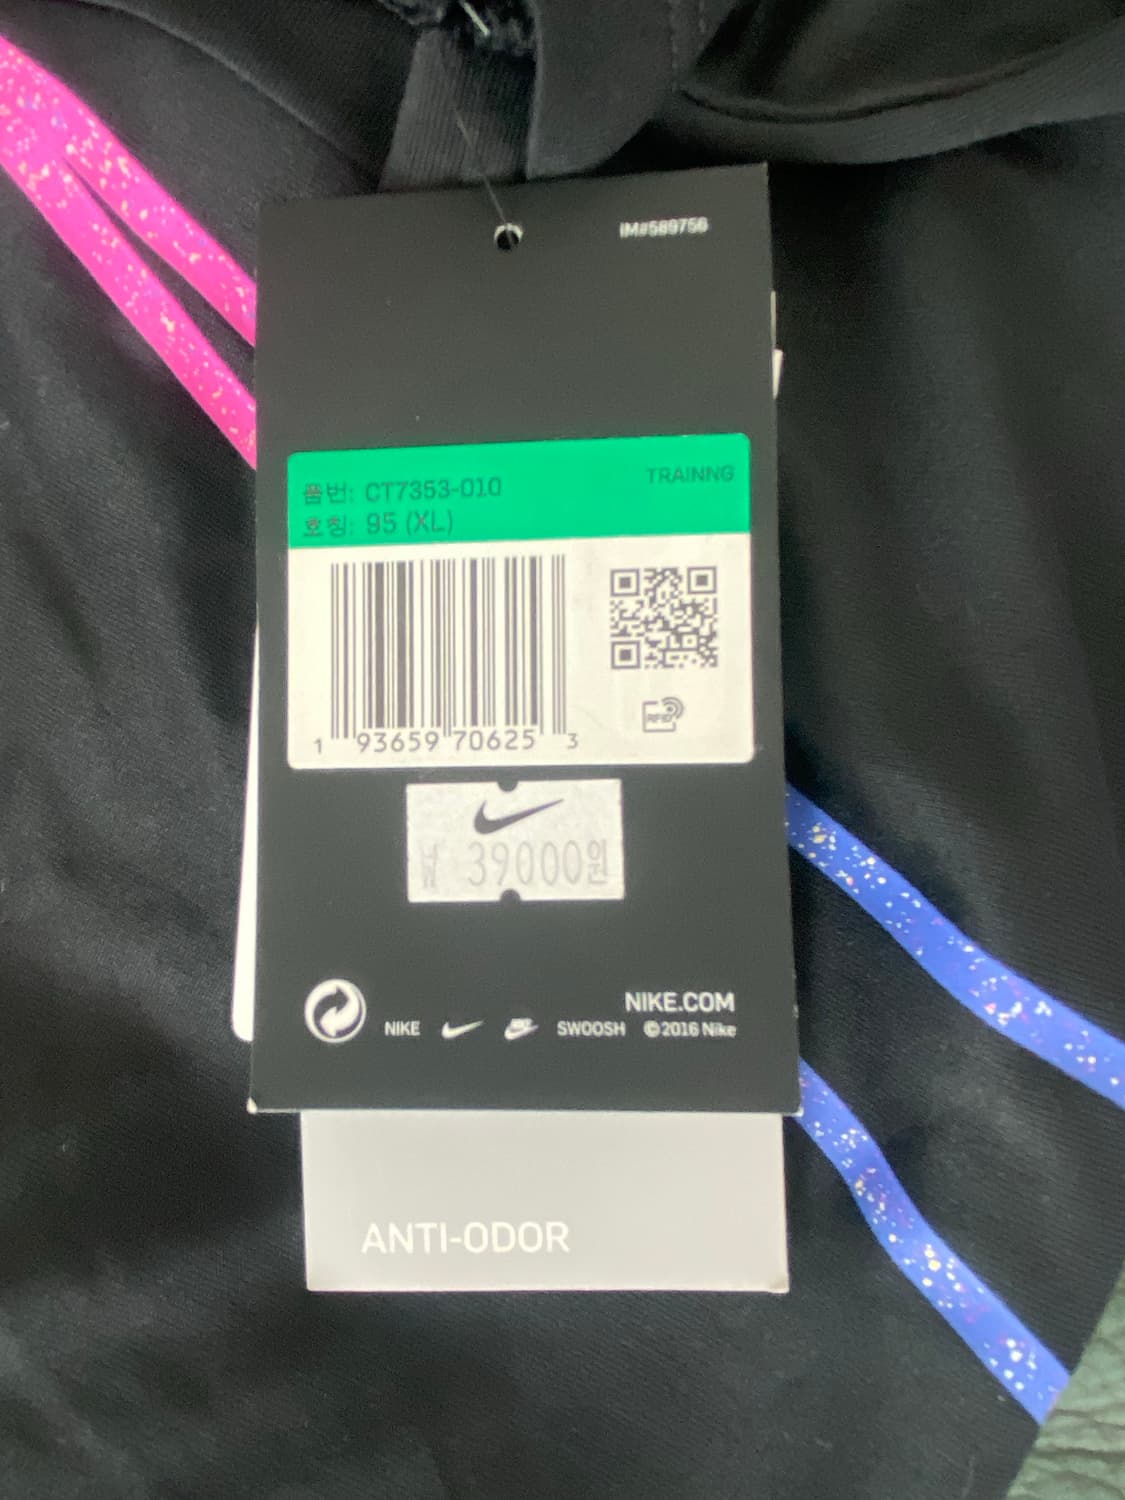 IM#589756
품번: CT7353-010
호칭: 95 (XL)
TRAINNG
1 93659 70625 3
RFID
39000원
NIKE.COM
NIKE SWOOSH ©2016 Nike
ANTI-ODOR